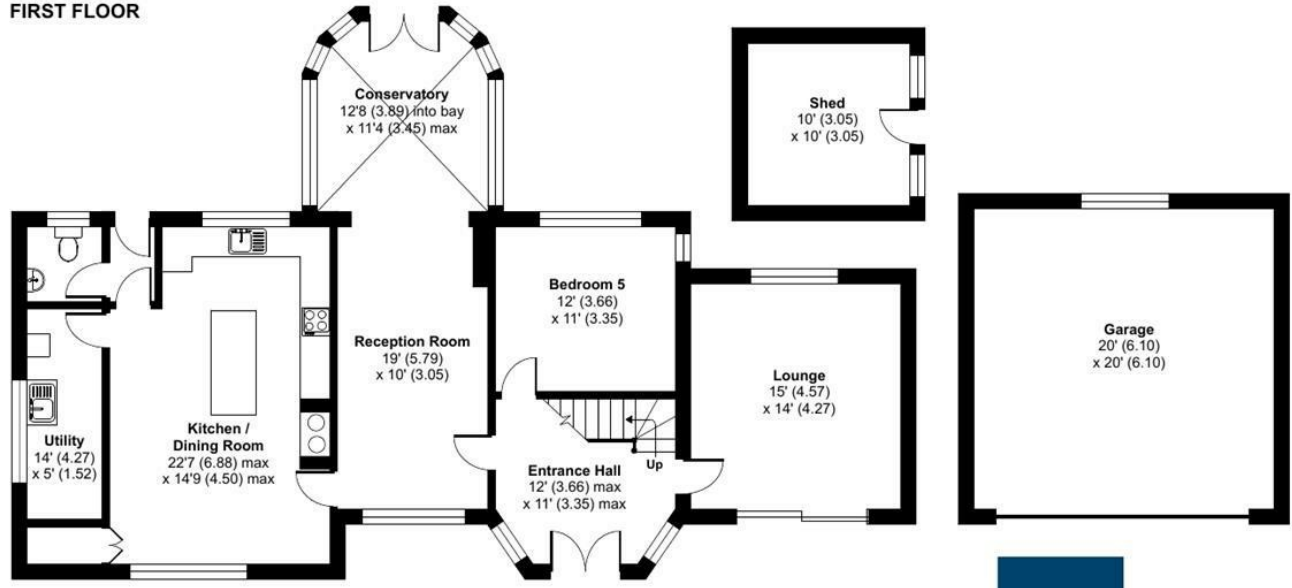 FIRST FLOOR
Conservatory
12'8 (3.89) into bay
x 11'4 (3.45) max
Shed
10' (3.05)
x 10' (3.05)
Bedroom 5
12' (3.66)
x 11' (3.35)
Reception Room
19' (5.79)
x 10' (3.05)
Garage
20' (6.10)
x 20' (6.10)
Lounge
15' (4.57)
x 14' (4.27)
Kitchen /
Dining Room
22'7 (6.88) max
x 14'9 (4.50) max
Utility
14' (4.27)
x 5' (1.52)
Up
Entrance Hall
12' (3.66) max
x 11' (3.35) max